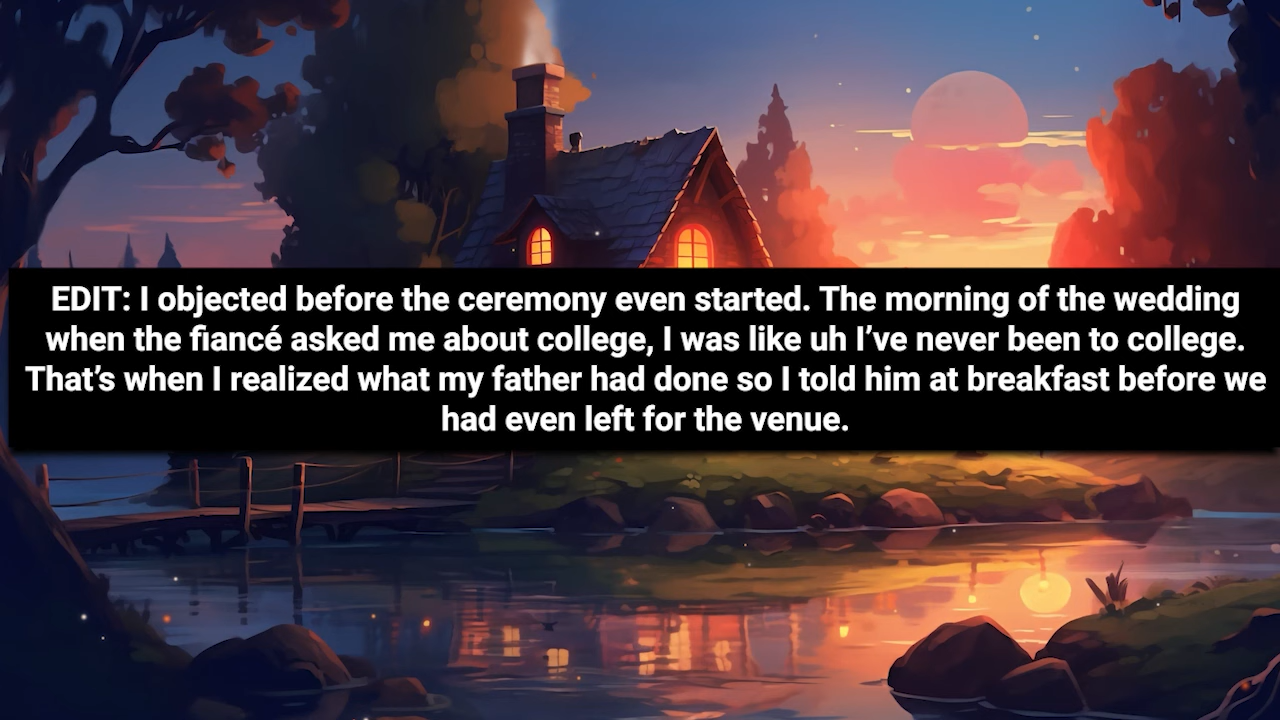 EDIT: I objected before the ceremony even started. The morning of the wedding
when the fiancé asked me about college, I was like uh I’ve never been to college.
That’s when I realized what my father had done so I told him at breakfast before we
had even left for the venue.